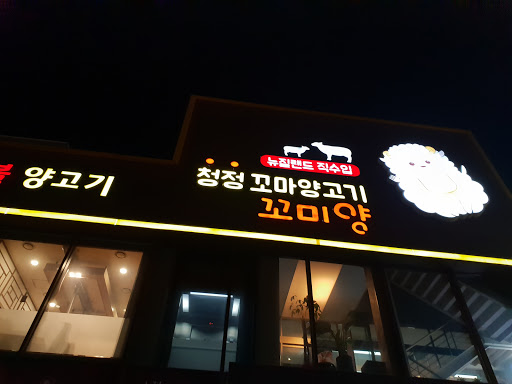 뉴질랜드 직수입
청정 꼬마양고기
꼬미양
불 양고기